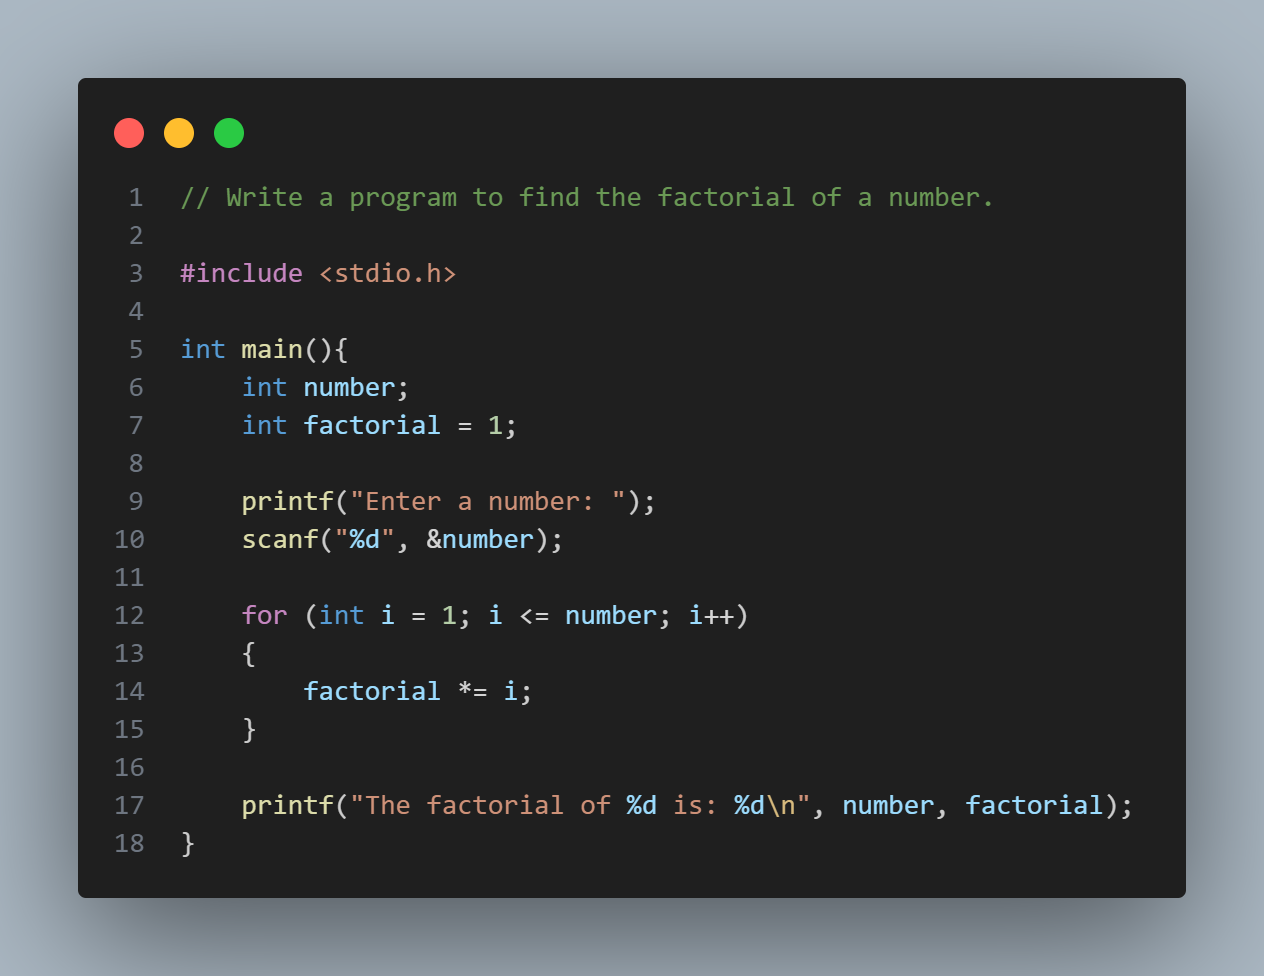 1 // Write a program to find the factorial of a number.
2
3 #include <stdio.h>
4
5 int main(){
6     int number;
7     int factorial = 1;
8
9     printf("Enter a number: ");
10     scanf("%d", &number);
11
12     for (int i = 1; i <= number; i++)
13     {
14         factorial *= i;
15     }
16
17     printf("The factorial of %d is: %d\n", number, factorial);
18 }